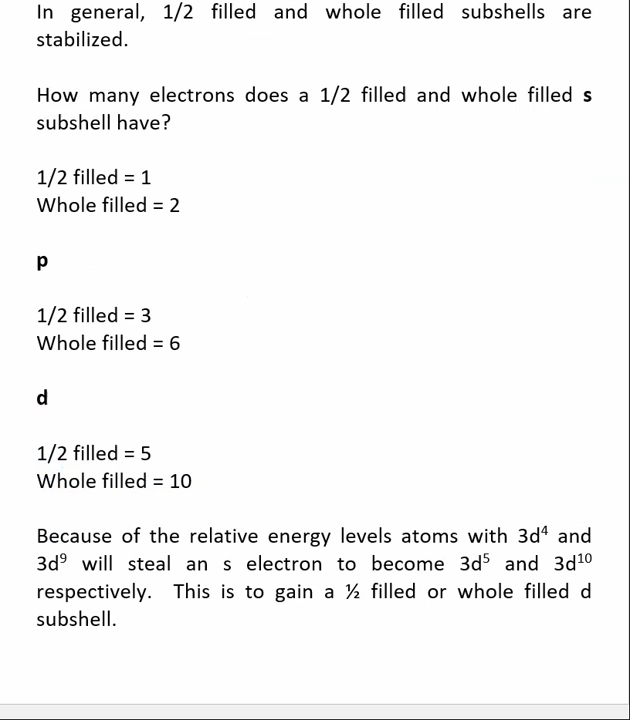 In general, 1/2 filled and whole filled subshells are
stabilized.
How many electrons does a 1/2 filled and whole filled s
subshell have?
1/2 filled = 1
Whole filled = 2
p
1/2 filled = 3
Whole filled = 6
d
1/2 filled = 5
Whole filled = 10
Because of the relative energy levels atoms with 3d⁴ and
3d⁹ will steal an s electron to become 3d⁵ and 3d¹⁰
respectively. This is to gain a ½ filled or whole filled d
subshell.